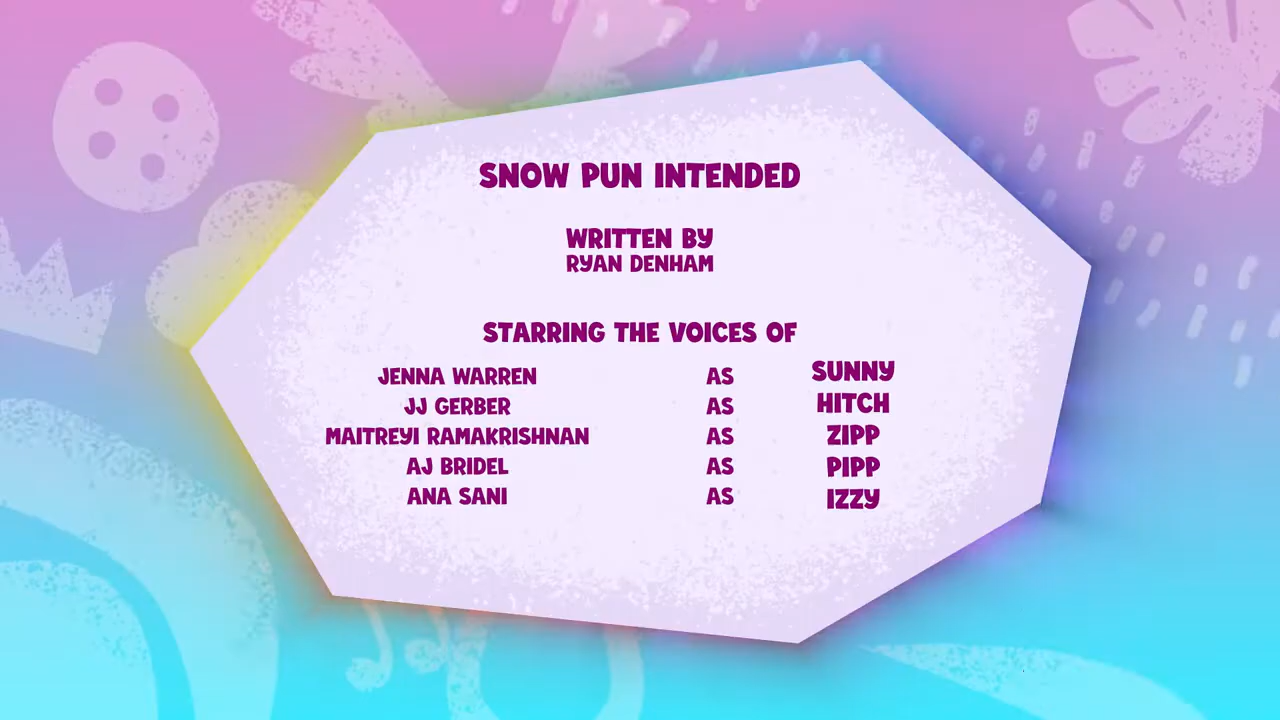 SNOW PUN INTENDED
WRITTEN BY
RYAN DENHAM
STARRING THE VOICES OF
JENNA WARREN AS SUNNY
JJ GERBER AS HITCH
MAITREYI RAMAKRISHNAN AS ZIPP
AJ BRIDEL AS PIPP
ANA SANI AS IZZY